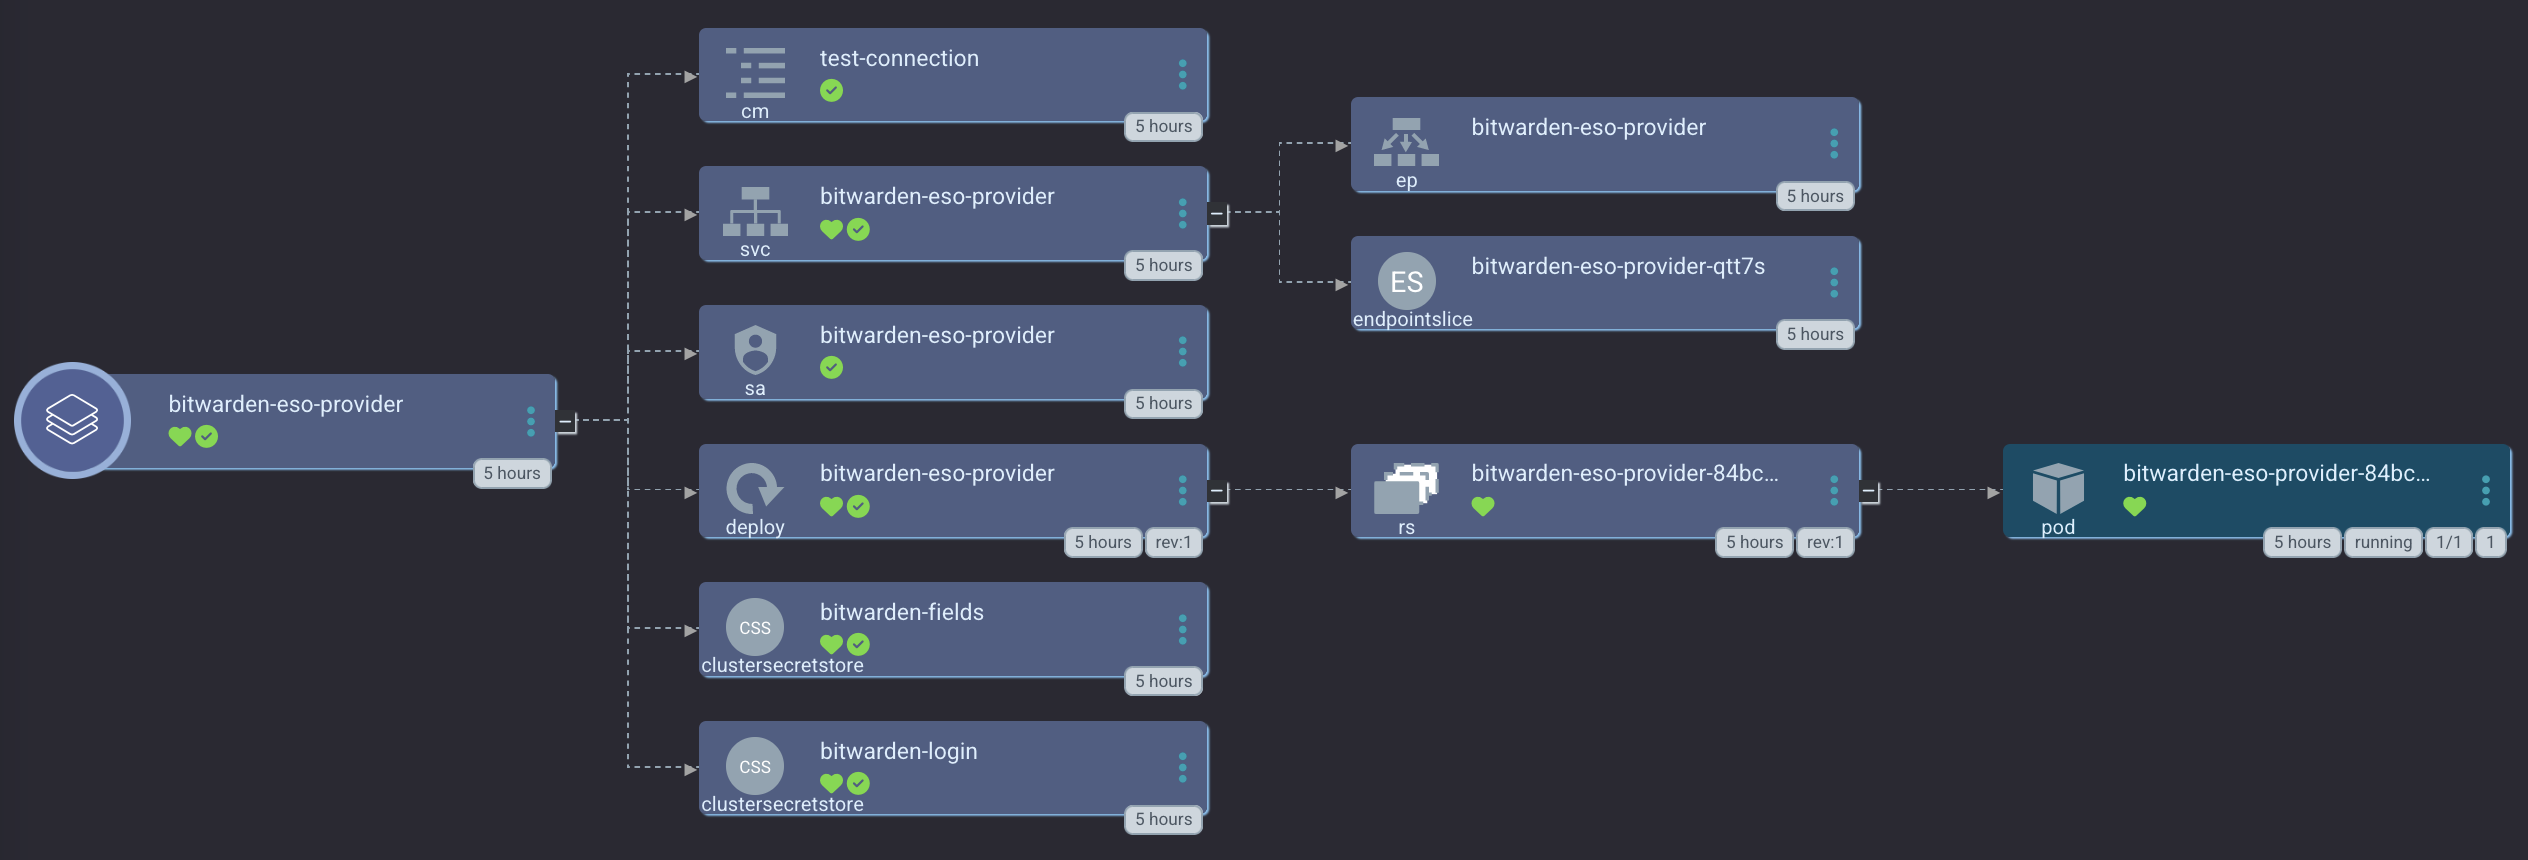 bitwarden-eso-provider
5 hours
test-connection
cm
5 hours
bitwarden-eso-provider
svc
5 hours
bitwarden-eso-provider
sa
5 hours
bitwarden-eso-provider
deploy
5 hours
rev:1
bitwarden-fields
CSS
clustersecretstore
5 hours
bitwarden-login
CSS
clustersecretstore
5 hours
bitwarden-eso-provider
ep
5 hours
bitwarden-eso-provider-qtt7s
ES
endpointslice
5 hours
bitwarden-eso-provider-84bc...
rs
5 hours
rev:1
bitwarden-eso-provider-84bc...
pod
5 hours
running
1/1
1